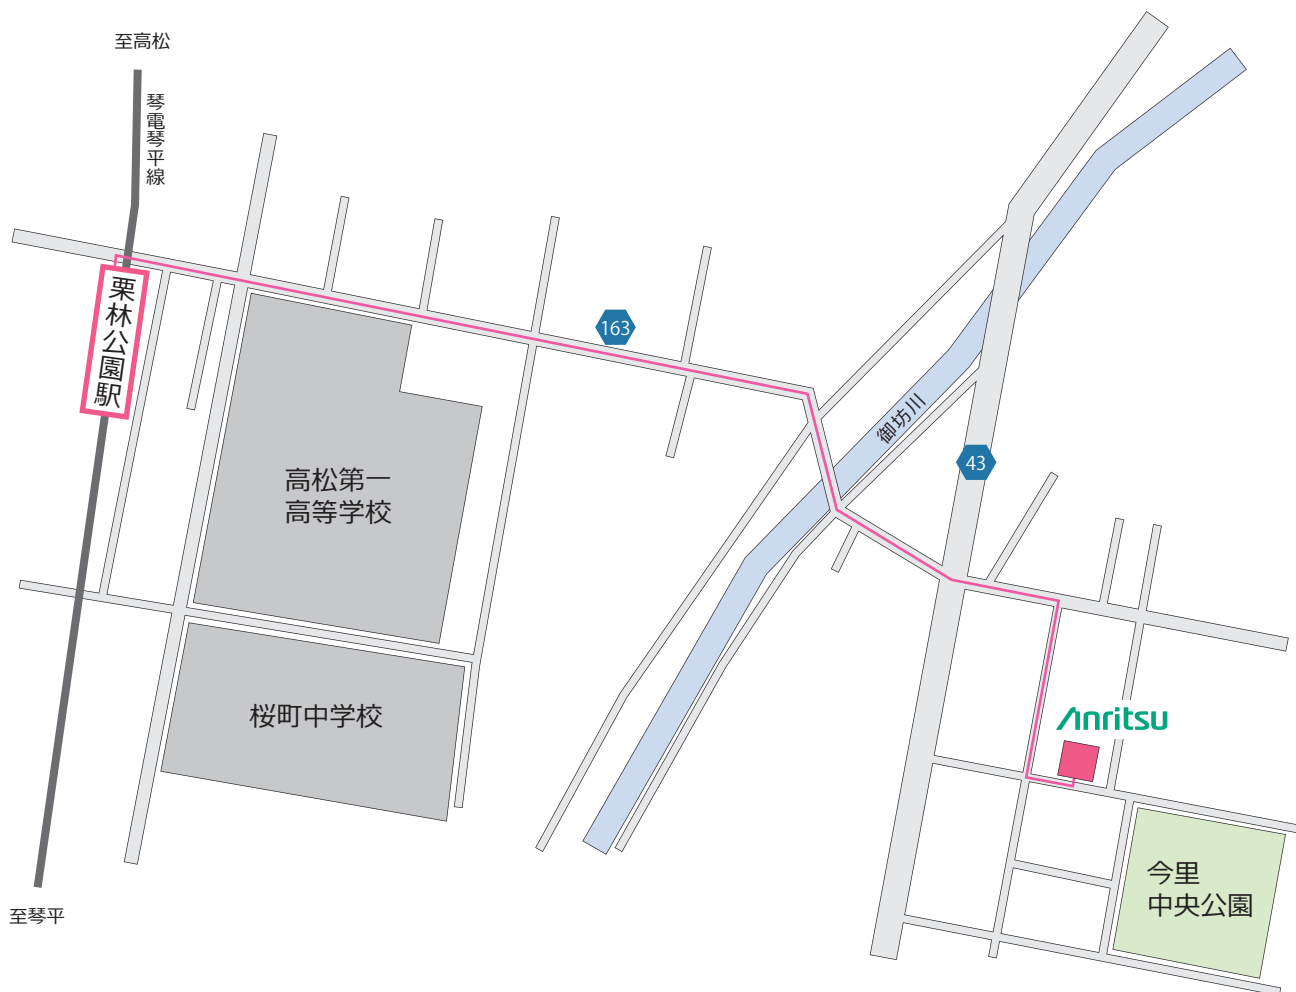 至高松
琴電琴平線
栗林公園駅
163
御坊川
43
高松第一
高等学校
桜町中学校
Anritsu
今里
中央公園
至琴平